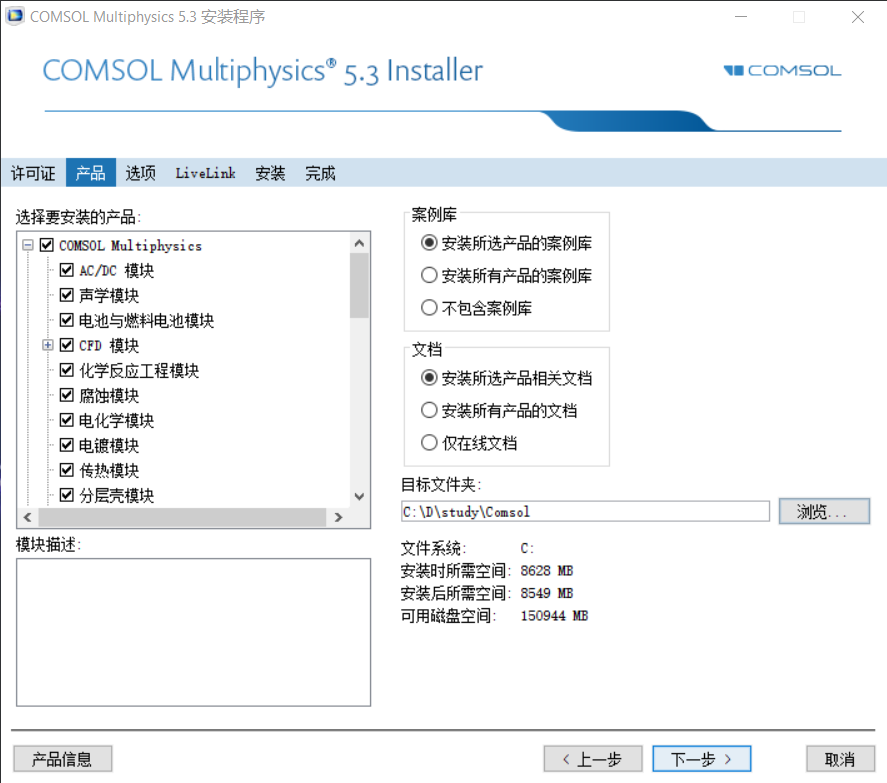 COMSOL Multiphysics 5.3 安装程序
COMSOL Multiphysics® 5.3 Installer
COMSOL
许可证 产品 选项 LiveLink 安装 完成
选择要安装的产品:
COMSOL Multiphysics
AC/DC 模块
声学模块
电池与燃料电池模块
CFD 模块
化学反应工程模块
腐蚀模块
电化学模块
电镀模块
传热模块
分层壳模块
模块描述:
案例库
安装所选产品的案例库
安装所有产品的案例库
不包含案例库
文档
安装所选产品相关文档
安装所有产品的文档
仅在线文档
目标文件夹:
C:\D\study\Comsol
浏览...
文件系统: C:
安装时所需空间: 8628 MB
安装后所需空间: 8549 MB
可用磁盘空间: 150944 MB
产品信息
< 上一步
下一步 >
取消